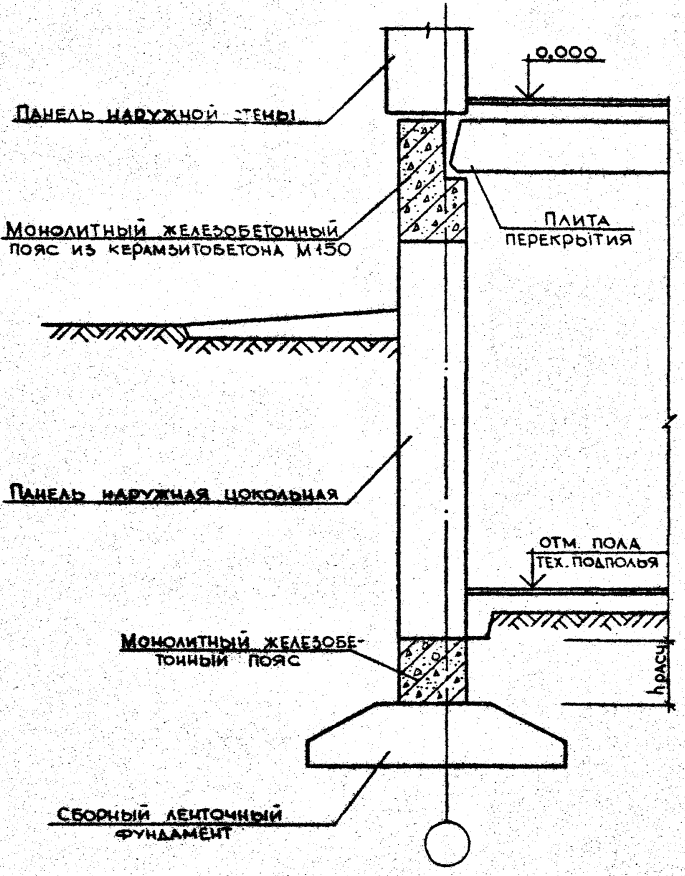 0,000
ПАНЕЛЬ НАРУЖНОЙ СТЕНЫ
МОНОЛИТНЫЙ ЖЕЛЕЗОБЕТОННЫЙ
ПОЯС ИЗ КЕРАМЗИТОБЕТОНА М150
ПЛИТА
ПЕРЕКРЫТИЯ
ПАНЕЛЬ НАРУЖНАЯ ЦОКОЛЬНАЯ
ОТМ. ПОЛА
ТЕХ. ПОДПОЛЬЯ
МОНОЛИТНЫЙ ЖЕЛЕЗОБЕ-
ТОННЫЙ ПОЯС
hРАСЧ
СБОРНЫЙ ЛЕНТОЧНЫЙ
ФУНДАМЕНТ